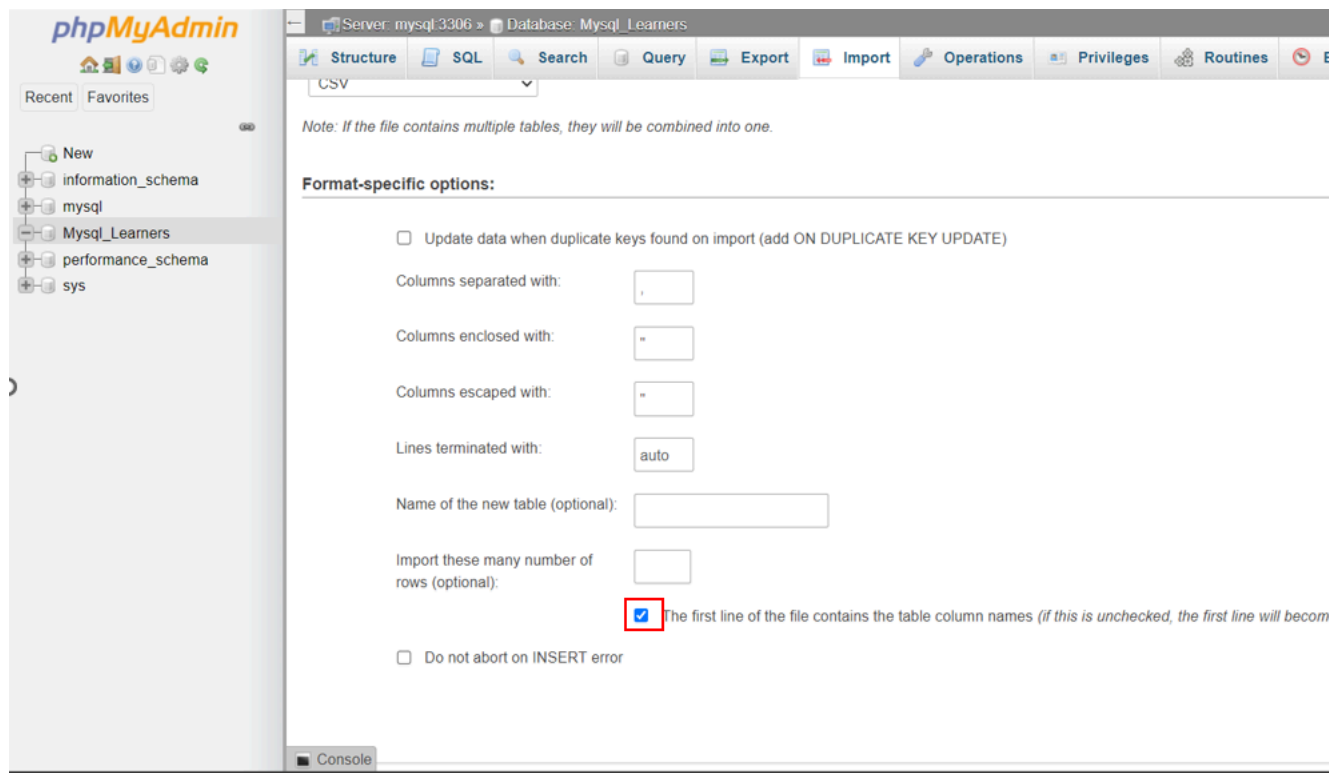 phpMyAdmin
Recent Favorites
New
information_schema
mysql
Mysql_Learners
performance_schema
sys
← Server: mysql:3306 » Database: Mysql_Learners
Structure SQL Search Query Export Import Operations Privileges Routines E
CSV
Note: If the file contains multiple tables, they will be combined into one.
Format-specific options:
Update data when duplicate keys found on import (add ON DUPLICATE KEY UPDATE)
Columns separated with: ,
Columns enclosed with: "
Columns escaped with: "
Lines terminated with: auto
Name of the new table (optional):
Import these many number of
rows (optional):
The first line of the file contains the table column names (if this is unchecked, the first line will becom
Do not abort on INSERT error
Console